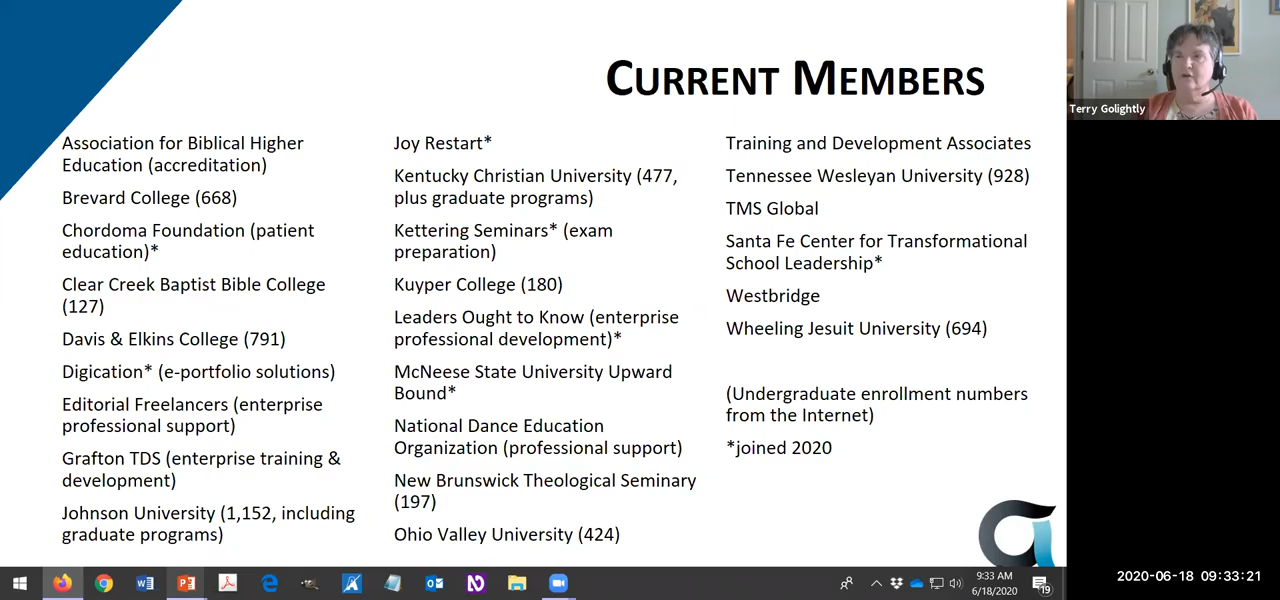 CURRENT MEMBERS
Association for Biblical Higher
Education (accreditation)
Brevard College (668)
Chordoma Foundation (patient
education)*
Clear Creek Baptist Bible College
(127)
Davis & Elkins College (791)
Digication* (e-portfolio solutions)
Editorial Freelancers (enterprise
professional support)
Grafton TDS (enterprise training &
development)
Johnson University (1,152, including
graduate programs)
Joy Restart*
Kentucky Christian University (477,
plus graduate programs)
Kettering Seminars* (exam
preparation)
Kuyper College (180)
Leaders Ought to Know (enterprise
professional development)*
McNeese State University Upward
Bound*
National Dance Education
Organization (professional support)
New Brunswick Theological Seminary
(197)
Ohio Valley University (424)
Training and Development Associates
Tennessee Wesleyan University (928)
TMS Global
Santa Fe Center for Transformational
School Leadership*
Westbridge
Wheeling Jesuit University (694)
(Undergraduate enrollment numbers
from the Internet)
*joined 2020
Terry Golightly
9:33 AM
6/18/2020
19
2020-06-18 09:33:21